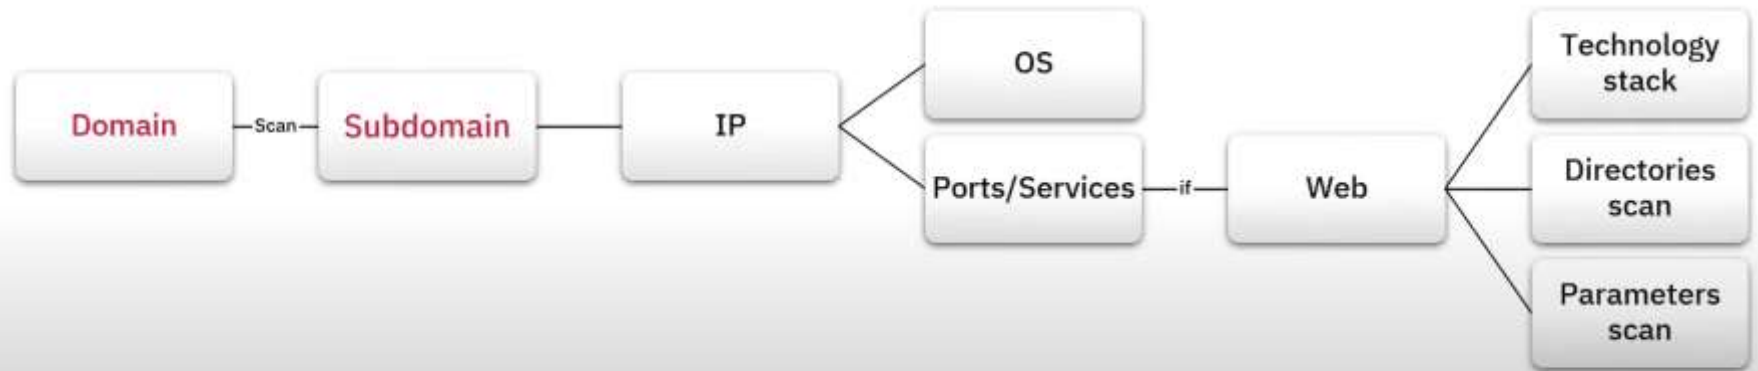 Domain
Scan
Subdomain
IP
OS
Ports/Services
if
Web
Technology
stack
Directories
scan
Parameters
scan